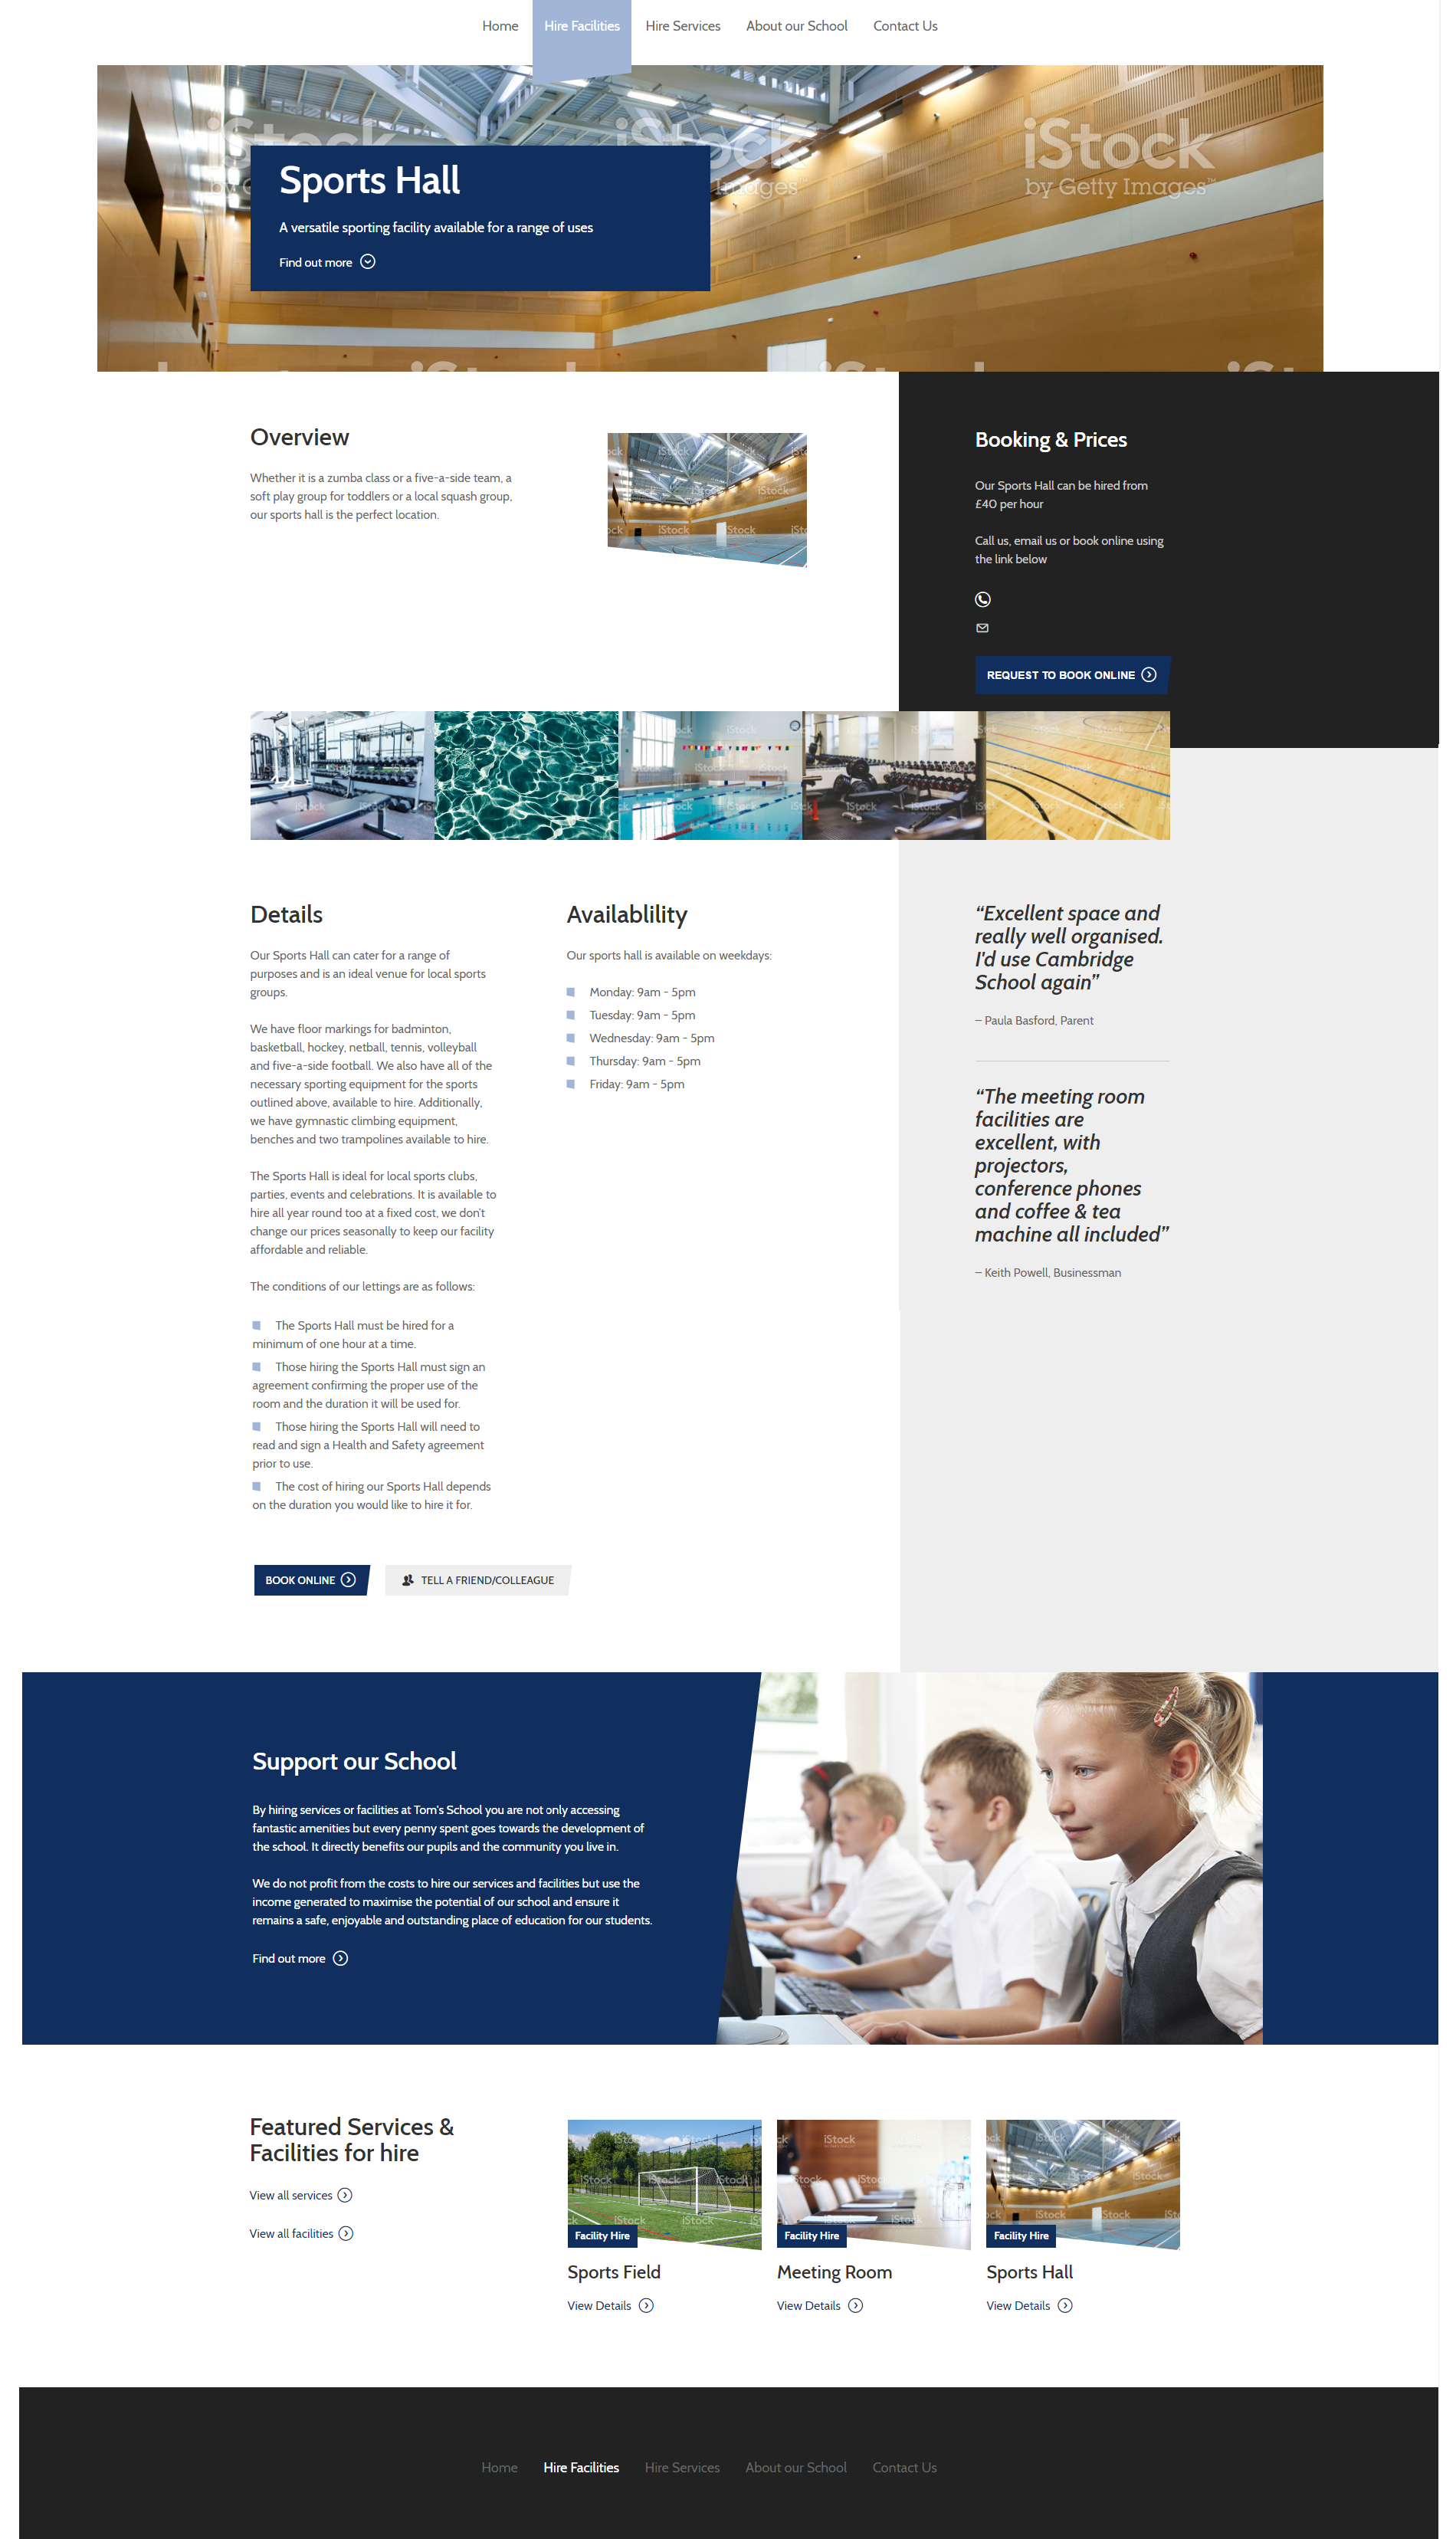 Home Hire Facilities Hire Services About our School Contact Us
iStock iStock iStock
by Getty Images™
Sports Hall
A versatile sporting facility available for a range of uses
Find out more
Overview
Whether it is a zumba class or a five-a-side team, a
soft play group for toddlers or a local squash group,
our sports hall is the perfect location.
Booking & Prices
Our Sports Hall can be hired from
£40 per hour
Call us, email us or book online using
the link below
REQUEST TO BOOK ONLINE
Details
Our Sports Hall can cater for a range of
purposes and is an ideal venue for local sports
groups.
We have floor markings for badminton,
basketball, hockey, netball, tennis, volleyball
and five-a-side football. We also have all of the
necessary sporting equipment for the sports
outlined above, available to hire. Additionally,
we have gymnastic climbing equipment,
benches and two trampolines available to hire.
The Sports Hall is ideal for local sports clubs,
parties, events and celebrations. It is available to
hire all year round too at a fixed cost, we don't
change our prices seasonally to keep our facility
affordable and reliable.
The conditions of our lettings are as follows:
The Sports Hall must be hired for a
minimum of one hour at a time.
Those hiring the Sports Hall must sign an
agreement confirming the proper use of the
room and the duration it will be used for.
Those hiring the Sports Hall will need to
read and sign a Health and Safety agreement
prior to use.
The cost of hiring our Sports Hall depends
on the duration you would like to hire it for.
BOOK ONLINE
TELL A FRIEND/COLLEAGUE
Availablility
Our sports hall is available on weekdays:
Monday: 9am - 5pm
Tuesday: 9am - 5pm
Wednesday: 9am - 5pm
Thursday: 9am - 5pm
Friday: 9am - 5pm
“Excellent space and
really well organised.
I'd use Cambridge
School again”
– Paula Basford, Parent
“The meeting room
facilities are
excellent, with
projectors,
conference phones
and coffee & tea
machine all included”
– Keith Powell, Businessman
Support our School
By hiring services or facilities at Tom's School you are not only accessing
fantastic amenities but every penny spent goes towards the development of
the school. It directly benefits our pupils and the community you live in.
We do not profit from the costs to hire our services and facilities but use the
income generated to maximise the potential of our school and ensure it
remains a safe, enjoyable and outstanding place of education for our students.
Find out more
Featured Services &
Facilities for hire
View all services
View all facilities
Facility Hire
Sports Field
View Details
Facility Hire
Meeting Room
View Details
Facility Hire
Sports Hall
View Details
Home Hire Facilities Hire Services About our School Contact Us